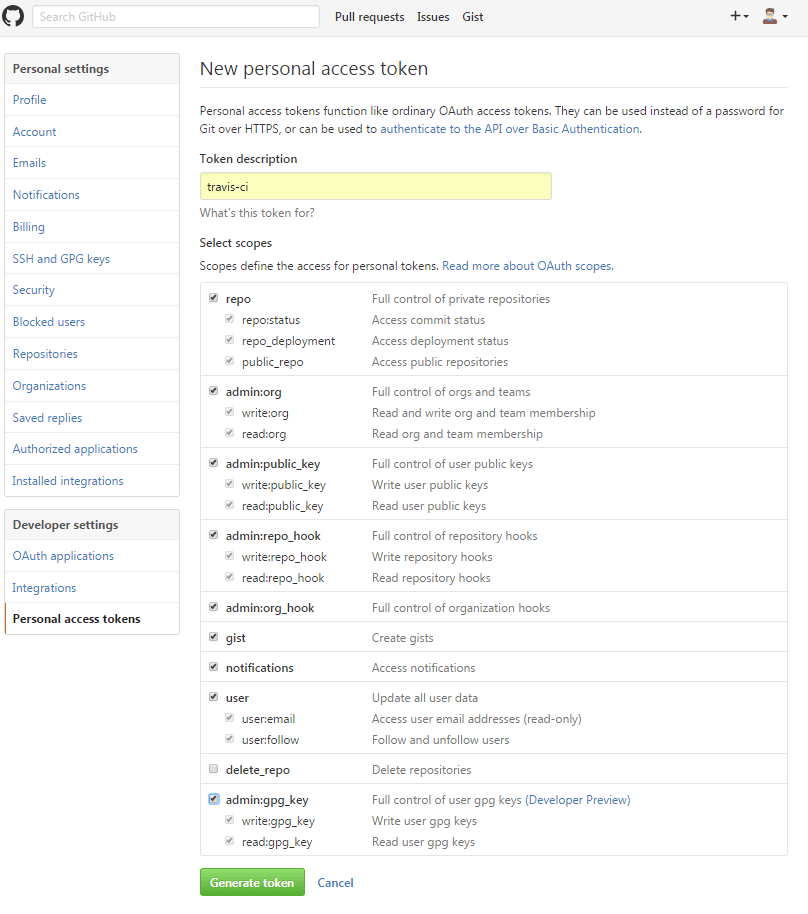 Search GitHub
Pull requests Issues Gist
Personal settings
Profile
Account
Emails
Notifications
Billing
SSH and GPG keys
Security
Blocked users
Repositories
Organizations
Saved replies
Authorized applications
Installed integrations
Developer settings
OAuth applications
Integrations
Personal access tokens
New personal access token
Personal access tokens function like ordinary OAuth access tokens. They can be used instead of a password for
Git over HTTPS, or can be used to authenticate to the API over Basic Authentication.
Token description
travis-ci
What's this token for?
Select scopes
Scopes define the access for personal tokens. Read more about OAuth scopes.
repo Full control of private repositories
repo:status Access commit status
repo_deployment Access deployment status
public_repo Access public repositories
admin:org Full control of orgs and teams
write:org Read and write org and team membership
read:org Read org and team membership
admin:public_key Full control of user public keys
write:public_key Write user public keys
read:public_key Read user public keys
admin:repo_hook Full control of repository hooks
write:repo_hook Write repository hooks
read:repo_hook Read repository hooks
admin:org_hook Full control of organization hooks
gist Create gists
notifications Access notifications
user Update all user data
user:email Access user email addresses (read-only)
user:follow Follow and unfollow users
delete_repo Delete repositories
admin:gpg_key Full control of user gpg keys (Developer Preview)
write:gpg_key Write user gpg keys
read:gpg_key Read user gpg keys
Generate token Cancel